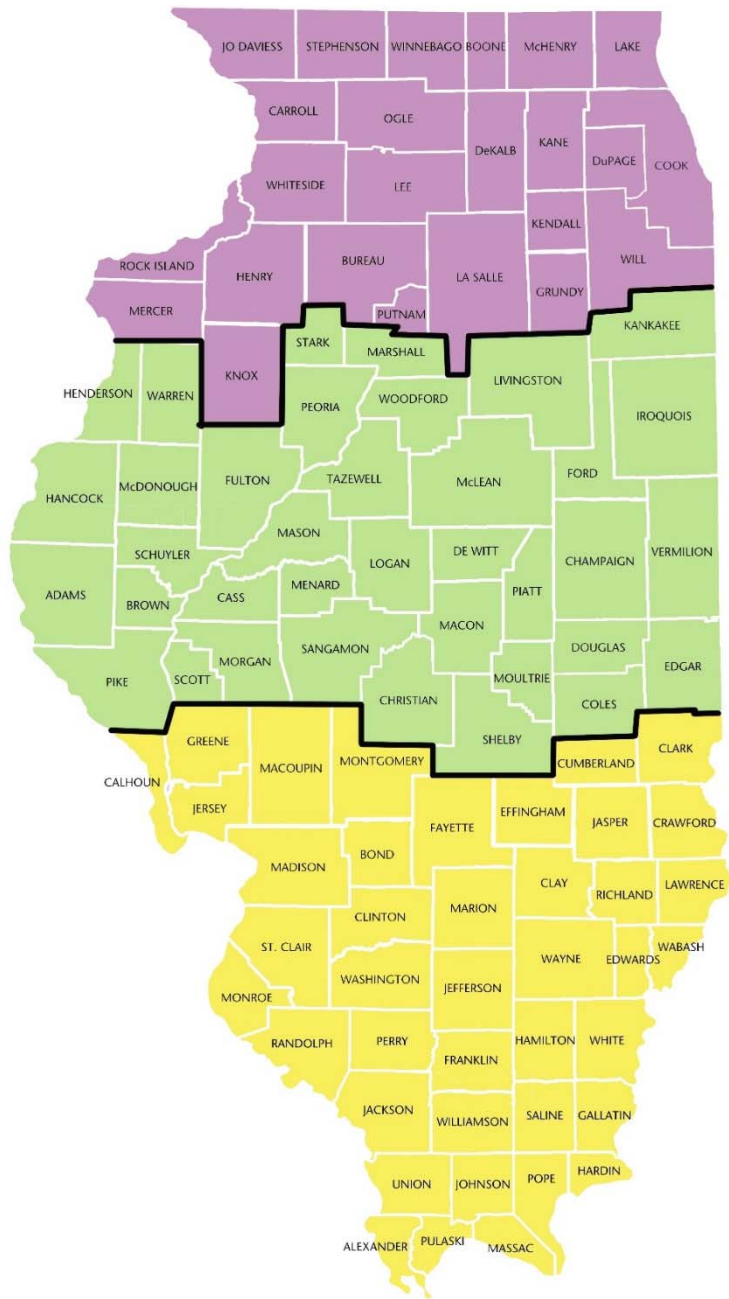 JO DAVIESS
STEPHENSON
WINNEBAGO
BOONE
McHENRY
LAKE
CARROLL
OGLE
DeKALB
KANE
DuPAGE
COOK
WHITESIDE
LEE
KENDALL
ROCK ISLAND
HENRY
BUREAU
LA SALLE
WILL
MERCER
PUTNAM
GRUNDY
KNOX
STARK
MARSHALL
KANKAKEE
HENDERSON
WARREN
PEORIA
WOODFORD
LIVINGSTON
IROQUOIS
HANCOCK
McDONOUGH
FULTON
TAZEWELL
McLEAN
FORD
MASON
SCHUYLER
LOGAN
DE WITT
CHAMPAIGN
VERMILION
ADAMS
BROWN
CASS
MENARD
PIATT
MACON
PIKE
SCOTT
MORGAN
SANGAMON
DOUGLAS
EDGAR
CHRISTIAN
MOULTRIE
COLES
SHELBY
CALHOUN
GREENE
MACOUPIN
MONTGOMERY
CUMBERLAND
CLARK
JERSEY
FAYETTE
EFFINGHAM
JASPER
CRAWFORD
MADISON
BOND
CLAY
RICHLAND
LAWRENCE
CLINTON
MARION
ST. CLAIR
WAYNE
EDWARDS
WABASH
MONROE
WASHINGTON
JEFFERSON
RANDOLPH
PERRY
FRANKLIN
HAMILTON
WHITE
JACKSON
WILLIAMSON
SALINE
GALLATIN
UNION
JOHNSON
POPE
HARDIN
ALEXANDER
PULASKI
MASSAC